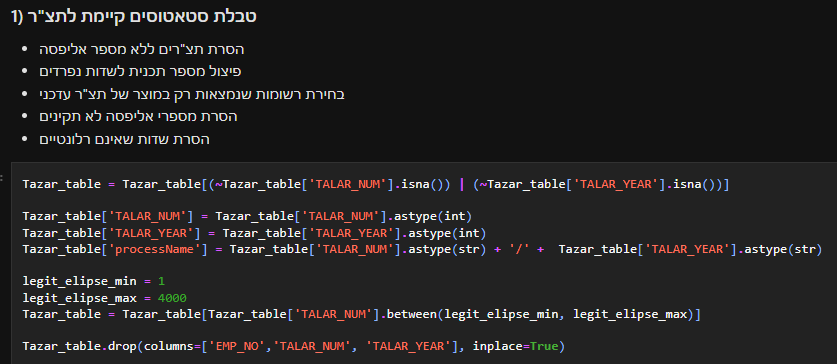 1) טבלת סטאטוסים קיימת לתצ"ר
הסרת תצ"רים ללא מספר אליפסה
פיצול מספר תכנית לשדות נפרדים
בחירת רשומות שנמצאות רק במוצר של תצ"ר עדכני
הסרת מספרי אליפסה לא תקינים
הסרת שדות שאינם רלונטיים
Tazar_table = Tazar_table[(~Tazar_table['TALAR_NUM'].isna()) | (~Tazar_table['TALAR_YEAR'].isna())]
Tazar_table['TALAR_NUM'] = Tazar_table['TALAR_NUM'].astype(int)
Tazar_table['TALAR_YEAR'] = Tazar_table['TALAR_YEAR'].astype(int)
Tazar_table['processName'] = Tazar_table['TALAR_NUM'].astype(str) + '/' +  Tazar_table['TALAR_YEAR'].astype(str)
legit_elipse_min = 1
legit_elipse_max = 4000
Tazar_table = Tazar_table[Tazar_table['TALAR_NUM'].between(legit_elipse_min, legit_elipse_max)]
Tazar_table.drop(columns=['EMP_NO','TALAR_NUM', 'TALAR_YEAR'], inplace=True)